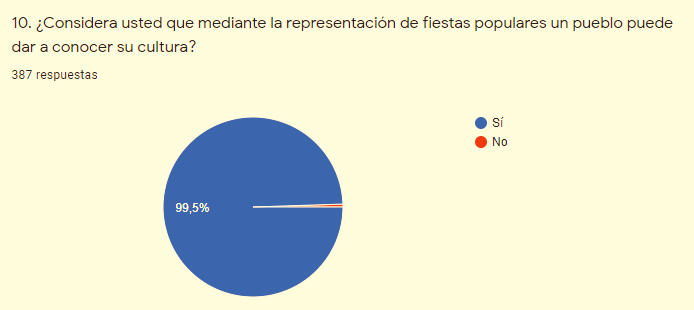 10. ¿Considera usted que mediante la representación de fiestas populares un pueblo puede
dar a conocer su cultura?
387 respuestas
Sí
No
99,5%